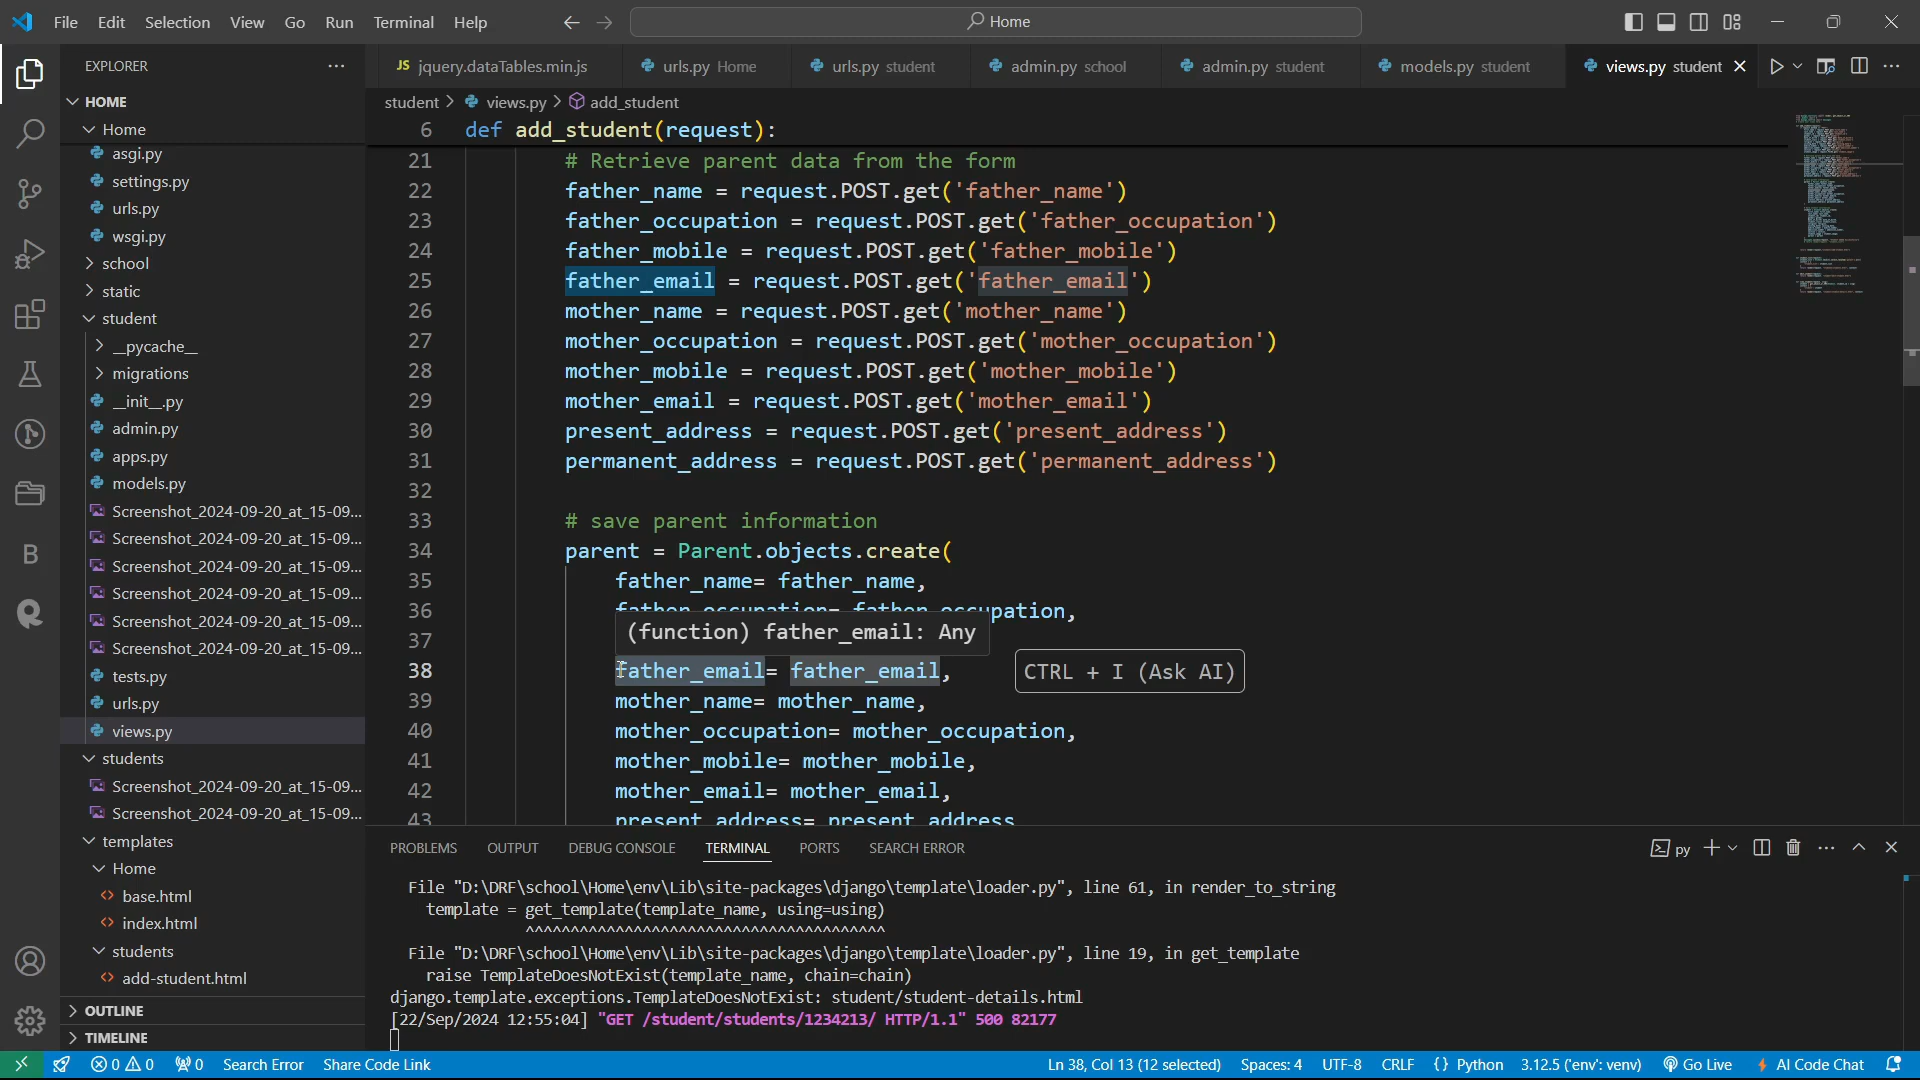 File Edit Selection View Go Run Terminal Help
Home
EXPLORER
HOME
Home
asgi.py
settings.py
urls.py
wsgi.py
school
static
student
__pycache__
migrations
__init__.py
admin.py
apps.py
models.py
Screenshot_2024-09-20_at_15-09...
Screenshot_2024-09-20_at_15-09...
Screenshot_2024-09-20_at_15-09...
Screenshot_2024-09-20_at_15-09...
Screenshot_2024-09-20_at_15-09...
Screenshot_2024-09-20_at_15-09...
tests.py
urls.py
views.py
students
Screenshot_2024-09-20_at_15-09...
Screenshot_2024-09-20_at_15-09...
templates
Home
base.html
index.html
students
add-student.html
OUTLINE
TIMELINE
JS jquery.dataTables.min.js urls.py Home urls.py student admin.py school admin.py student models.py student views.py student
student > views.py > add_student
6 def add_student(request):
21 # Retrieve parent data from the form
22 father_name = request.POST.get('father_name')
23 father_occupation = request.POST.get('father_occupation')
24 father_mobile = request.POST.get('father_mobile')
25 father_email = request.POST.get('father_email')
26 mother_name = request.POST.get('mother_name')
27 mother_occupation = request.POST.get('mother_occupation')
28 mother_mobile = request.POST.get('mother_mobile')
29 mother_email = request.POST.get('mother_email')
30 present_address = request.POST.get('present_address')
31 permanent_address = request.POST.get('permanent_address')
32
33 # save parent information
34 parent = Parent.objects.create(
35 father_name= father_name,
36 father_occupation= father_occupation,
37
(function) father_email: Any
38 father_email= father_email,
CTRL + I (Ask AI)
39 mother_name= mother_name,
40 mother_occupation= mother_occupation,
41 mother_mobile= mother_mobile,
42 mother_email= mother_email,
43 present_address= present_address
PROBLEMS OUTPUT DEBUG CONSOLE TERMINAL PORTS SEARCH ERROR
py
File "D:\DRF\school\Home\env\Lib\site-packages\django\template\loader.py", line 61, in render_to_string
template = get_template(template_name, using=using)
^^^^^^^^^^^^^^^^^^^^^^^^^^^^^^^^^^^^^^^^
File "D:\DRF\school\Home\env\Lib\site-packages\django\template\loader.py", line 19, in get_template
raise TemplateDoesNotExist(template_name, chain=chain)
django.template.exceptions.TemplateDoesNotExist: student/student-details.html
[22/Sep/2024 12:55:04] "GET /student/students/1234213/ HTTP/1.1" 500 82177
0 0 0 Search Error Share Code Link Ln 38, Col 13 (12 selected) Spaces: 4 UTF-8 CRLF {} Python 3.12.5 ('env': venv) Go Live AI Code Chat
B